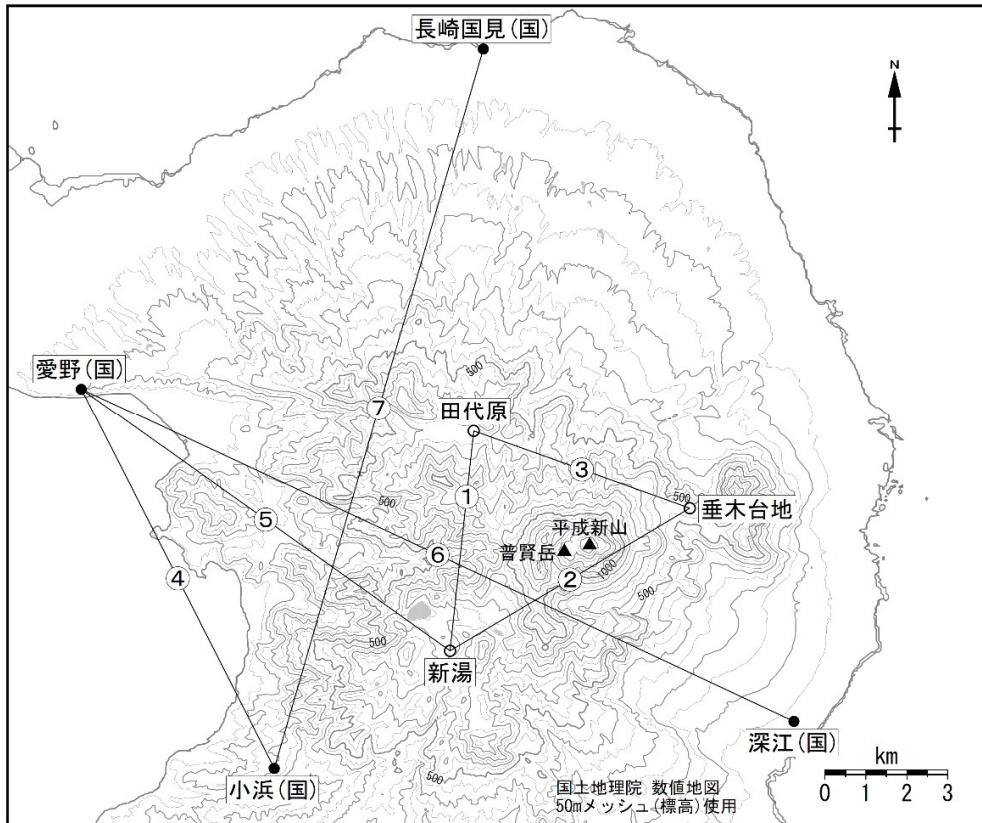 長崎国見(国)
N
愛野(国)
500
⑦
田代原
③
①
500
500
垂木台地
⑤
平成新山
⑥
普賢岳
②
1000
④
500
500
新湯
深江(国)
km
小浜(国)
500
国土地理院 数値地図
50mメッシュ(標高)使用
0 1 2 3